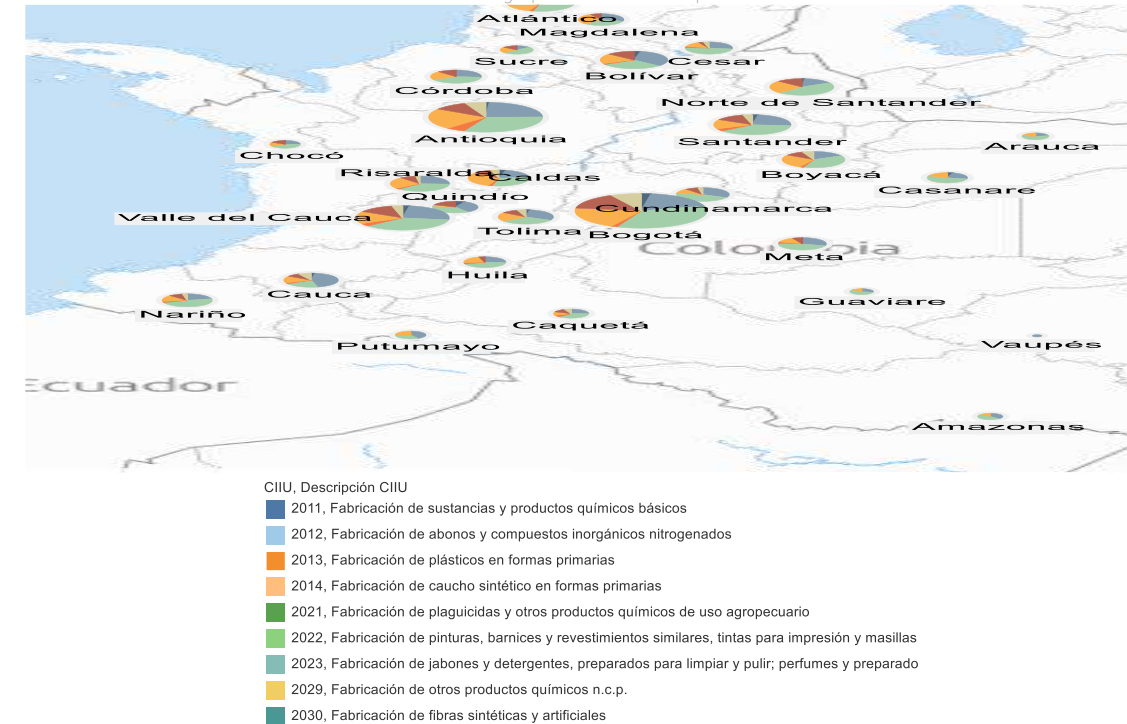 Atlántico
Magdalena
Sucre
Cesar
Bolívar
Córdoba
Norte de Santander
Antioquia
Santander
Chocó
Arauca
Risaralda
Caldas
Boyacá
Casanare
Quindío
Cundinamarca
Valle del Cauca
Tolima
Bogotá
Colombia
Meta
Huila
Cauca
Guaviare
Nariño
Caquetá
Putumayo
Vaupés
Ecuador
Amazonas
CIIU, Descripción CIIU
2011, Fabricación de sustancias y productos químicos básicos
2012, Fabricación de abonos y compuestos inorgánicos nitrogenados
2013, Fabricación de plásticos en formas primarias
2014, Fabricación de caucho sintético en formas primarias
2021, Fabricación de plaguicidas y otros productos químicos de uso agropecuario
2022, Fabricación de pinturas, barnices y revestimientos similares, tintas para impresión y masillas
2023, Fabricación de jabones y detergentes, preparados para limpiar y pulir; perfumes y preparado
2029, Fabricación de otros productos químicos n.c.p.
2030, Fabricación de fibras sintéticas y artificiales